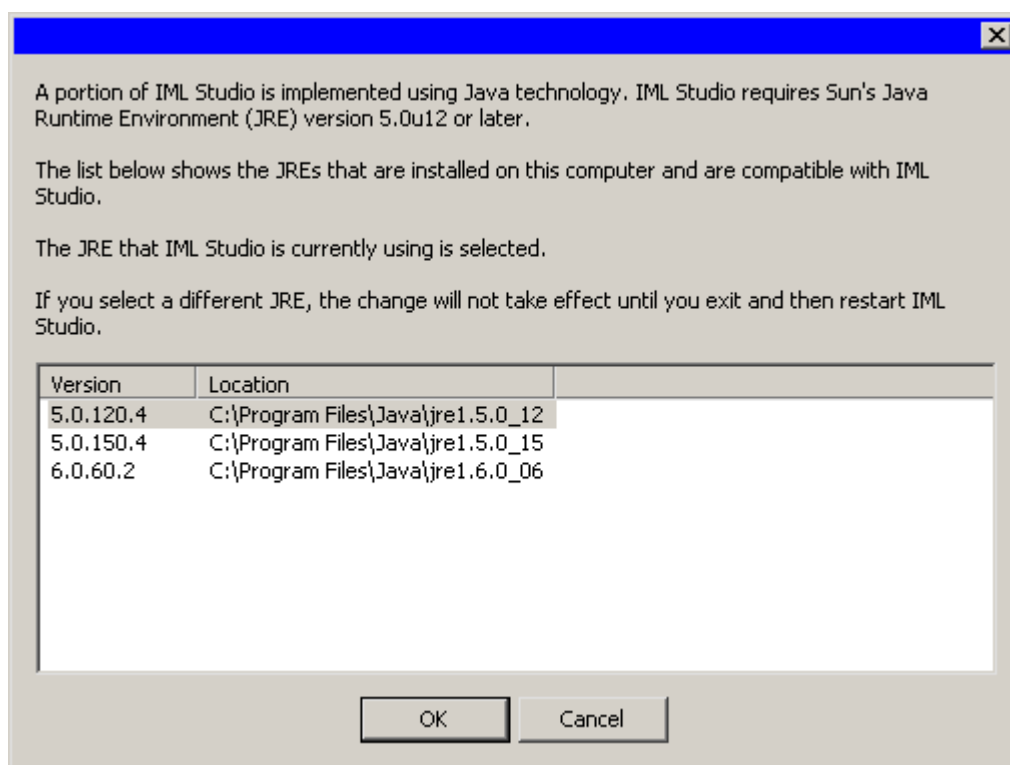 A portion of IML Studio is implemented using Java technology. IML Studio requires Sun's Java
Runtime Environment (JRE) version 5.0u12 or later.
The list below shows the JREs that are installed on this computer and are compatible with IML
Studio.
The JRE that IML Studio is currently using is selected.
If you select a different JRE, the change will not take effect until you exit and then restart IML
Studio.
Version Location
5.0.120.4 C:\Program Files\Java\jre1.5.0_12
5.0.150.4 C:\Program Files\Java\jre1.5.0_15
6.0.60.2 C:\Program Files\Java\jre1.6.0_06
OK Cancel